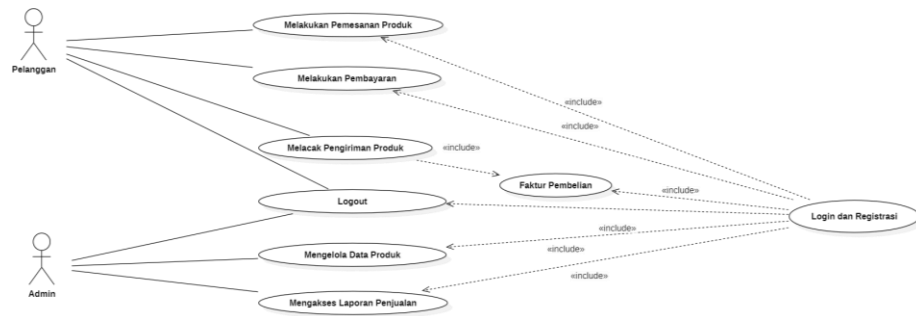 Melakukan Pemesanan Produk
Pelanggan
Melakukan Pembayaran
«include»
«include»
Melacak Pengiriman Produk
«include»
Faktur Pembelian
«include»
Logout
Login dan Registrasi
«include»
Mengelola Data Produk
«include»
«include»
Admin
Mengakses Laporan Penjualan